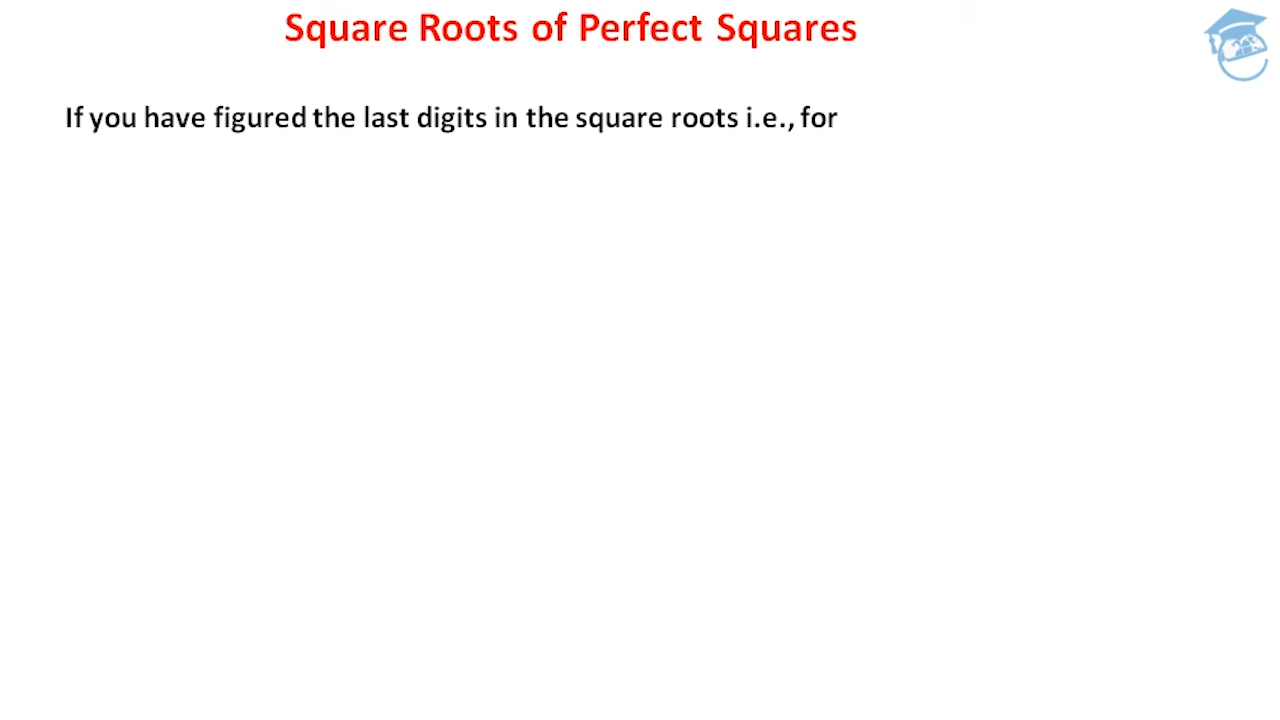 Square Roots of Perfect Squares
If you have figured the last digits in the square roots i.e., for